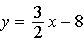 y = 3/2 x − 8